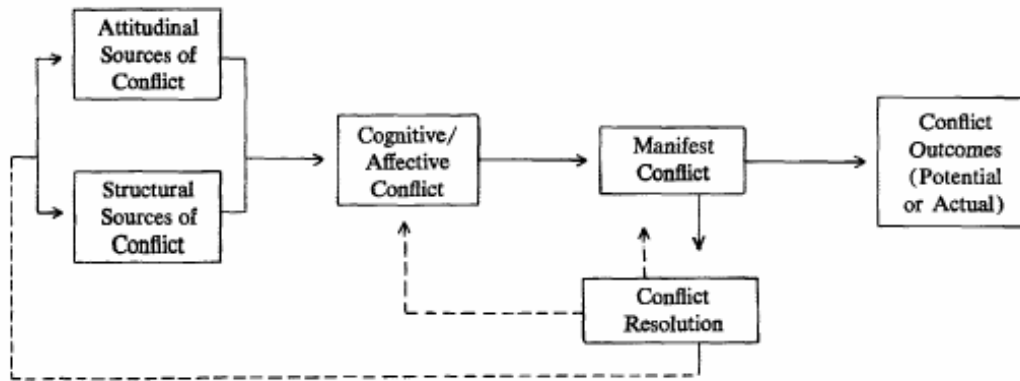 Attitudinal
Sources of
Conflict
Structural
Sources of
Conflict
Cognitive/
Affective
Conflict
Manifest
Conflict
Conflict
Outcomes
(Potential
or Actual)
Conflict
Resolution